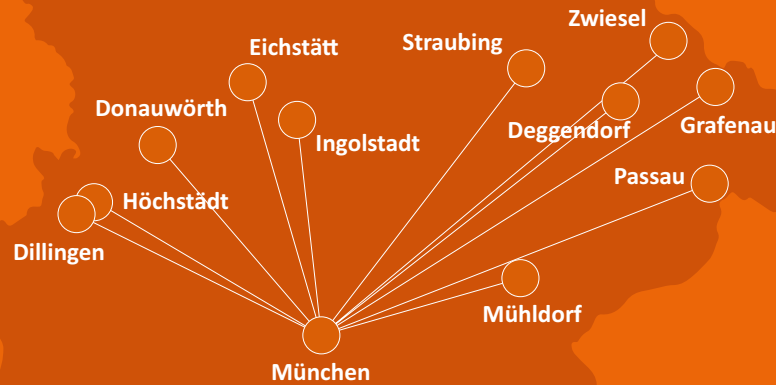 Zwiesel
Eichstätt
Straubing
Donauwörth
Ingolstadt
Deggendorf
Grafenau
Passau
Höchstädt
Dillingen
Mühldorf
München